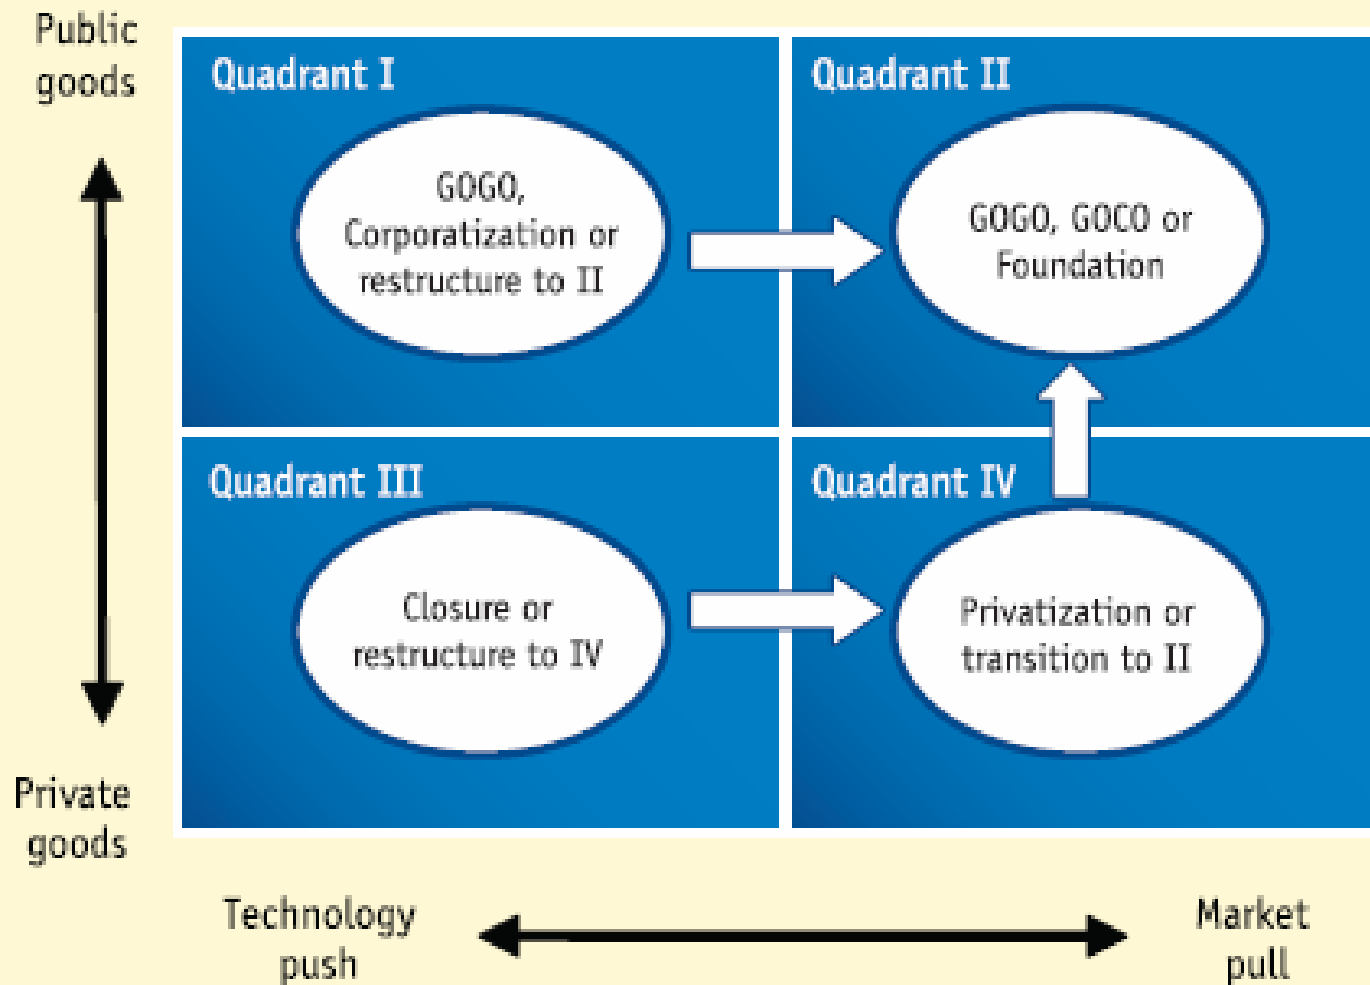 Public
goods
Quadrant I
GOGO,
Corporatization or
restructure to II
Quadrant II
GOGO, GOCO or
Foundation
Quadrant III
Closure or
restructure to IV
Quadrant IV
Privatization or
transition to II
Private
goods
Technology
push
Market
pull